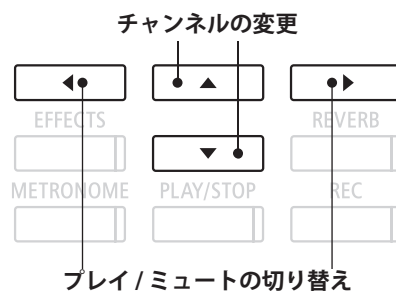 チャンネルの変更
EFFECTS
REVERB
METRONOME
PLAY/STOP
REC
プレイ / ミュートの切り替え